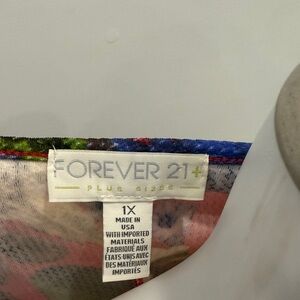 FOREVER 21+
PLUS SIZES
1X
MADE IN
USA
WITH IMPORTED
MATERIALS
FABRIQUÉ AUX
ÉTATS UNIS AVEC
DES MATÉRIAUX
IMPORTÉS